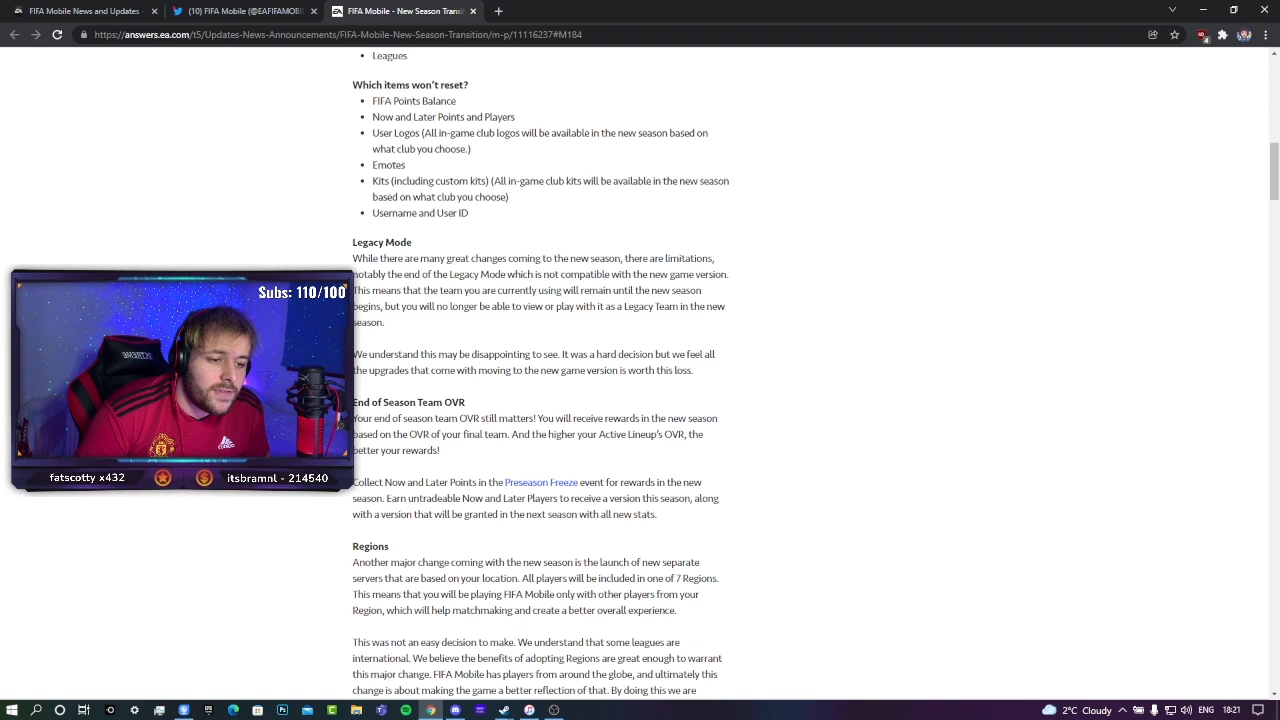 FIFA Mobile News and Updates -
(10) FIFA Mobile (@EAFIFAMOBIL
FIFA Mobile New Season Transit
https://answers.ea.com/t5/Updates-News-Announcements/FIFA-Mobile-New-Season-Transition/m-p/11116237#M184
• Leagues
Which items won't reset?
• FIFA Points Balance
• Now and Later Points and Players
• User Logos (All in-game club logos will be available in the new season based on
what club you choose.)
• Emotes
• Kits (including custom kits) (All in-game club kits will be available in the new season
based on what club you choose)
• Username and User ID
Legacy Mode
While there are many great changes coming to the new season, there are limitations,
notably the end of the Legacy Mode which is not compatible with the new game version.
This means that the team you are currently using will remain until the new season
begins, but you will no longer be able to view or play with it as a Legacy Team in the new
season.
We understand this may be disappointing to see. It was a hard decision but we feel all
the upgrades that come with moving to the new game version is worth this loss.
End of Season Team OVR
Your end of season team OVR still matters! You will receive rewards in the new season
based on the OVR of your final team. And the higher your Active Lineup's OVR, the
better your rewards!
Collect Now and Later Points in the Preseason Freeze event for rewards in the new
season. Earn untradeable Now and Later Players to receive a version this season, along
with a version that will be granted in the next season with all new stats.
Regions
Another major change coming with the new season is the launch of new separate
servers that are based on your location. All players will be included in one of 7 Regions.
This means that you will be playing FIFA Mobile only with other players from your
Region, which will help matchmaking and create a better overall experience.
This was not an easy decision to make. We understand that some leagues are
international. We believe the benefits of adopting Regions are great enough to warrant
this major change. FIFA Mobile has players from around the globe, and ultimately this
change is about making the game a better reflection of that. By doing this we are
Subs: 110/100
adidas
fatscotty x432
itsbramnl - 214540
2°C Cloudy
ENG
18:21